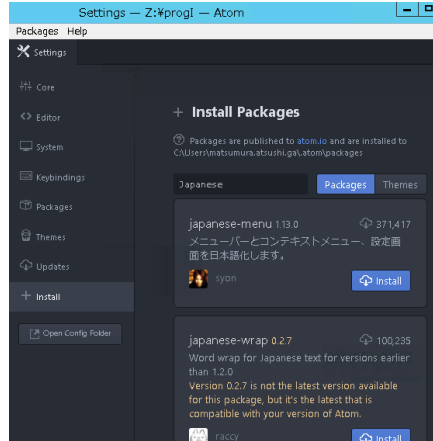 Settings — Z:¥progI — Atom
Packages Help
Settings
Core
Editor
System
Keybindings
Packages
Themes
Updates
Install
Open Config Folder
Install Packages
Packages are published to atom.io and are installed to
C:\Users\matsumura.atsushi.ga\.atom\packages
Japanese
Packages Themes
japanese-menu 1.13.0 371,417
メニューバーとコンテキストメニュー、設定画
面を日本語化します。
syon Install
japanese-wrap 0.2.7 100,235
Word wrap for Japanese text for versions earlier
than 1.2.0
Version 0.2.7 is not the latest version available
for this package, but it's the latest that is
compatible with your version of Atom.
raccy Install